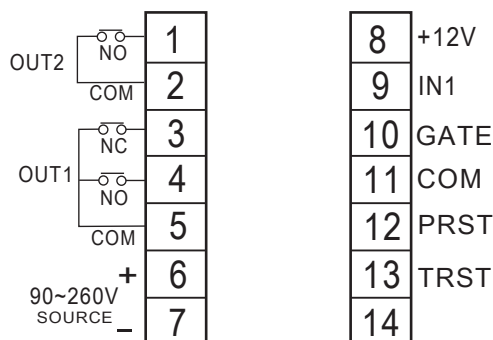 OUT2
NO
COM
1
2
OUT1
NC
NO
COM
3
4
5
+
90~260V
SOURCE
–
6
7
8 +12V
9 IN1
10 GATE
11 COM
12 PRST
13 TRST
14